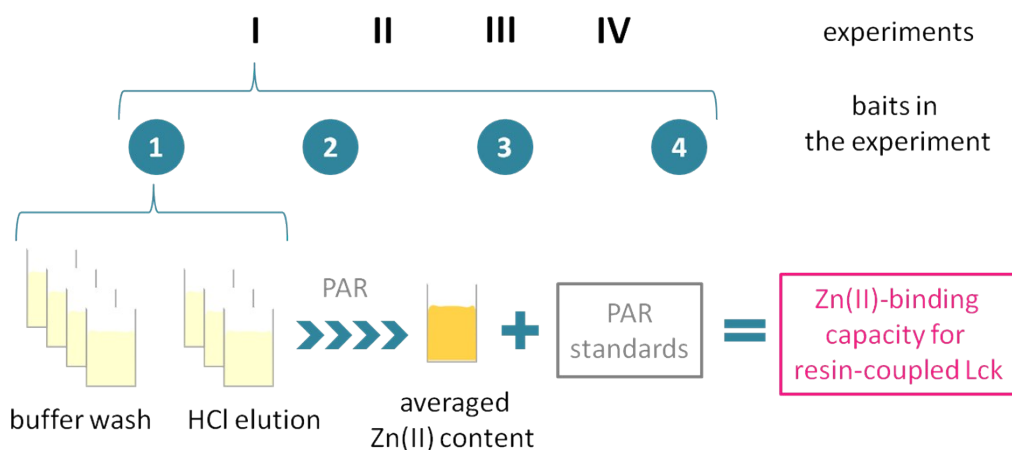 I II III IV experiments
baits in
the experiment
1 2 3 4
PAR
PAR
standards
Zn(II)-binding
capacity for
resin-coupled Lck
buffer wash
HCl elution
averaged
Zn(II) content